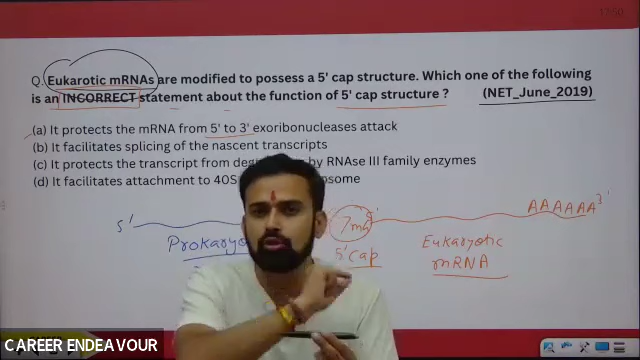 13:50
Q. Eukarotic mRNAs are modified to possess a 5' cap structure. Which one of the following
is an INCORRECT statement about the function of 5' cap structure ? (NET_June_2019)
(a) It protects the mRNA from 5' to 3' exoribonucleases attack
(b) It facilitates splicing of the nascent transcripts
(c) It protects the transcript from by RNAse III family enzymes
(d) It facilitates attachment to 40S
5' AAAAAA 3'
Eukaryotic
5' cap mRNA
CAREER ENDEAVOUR